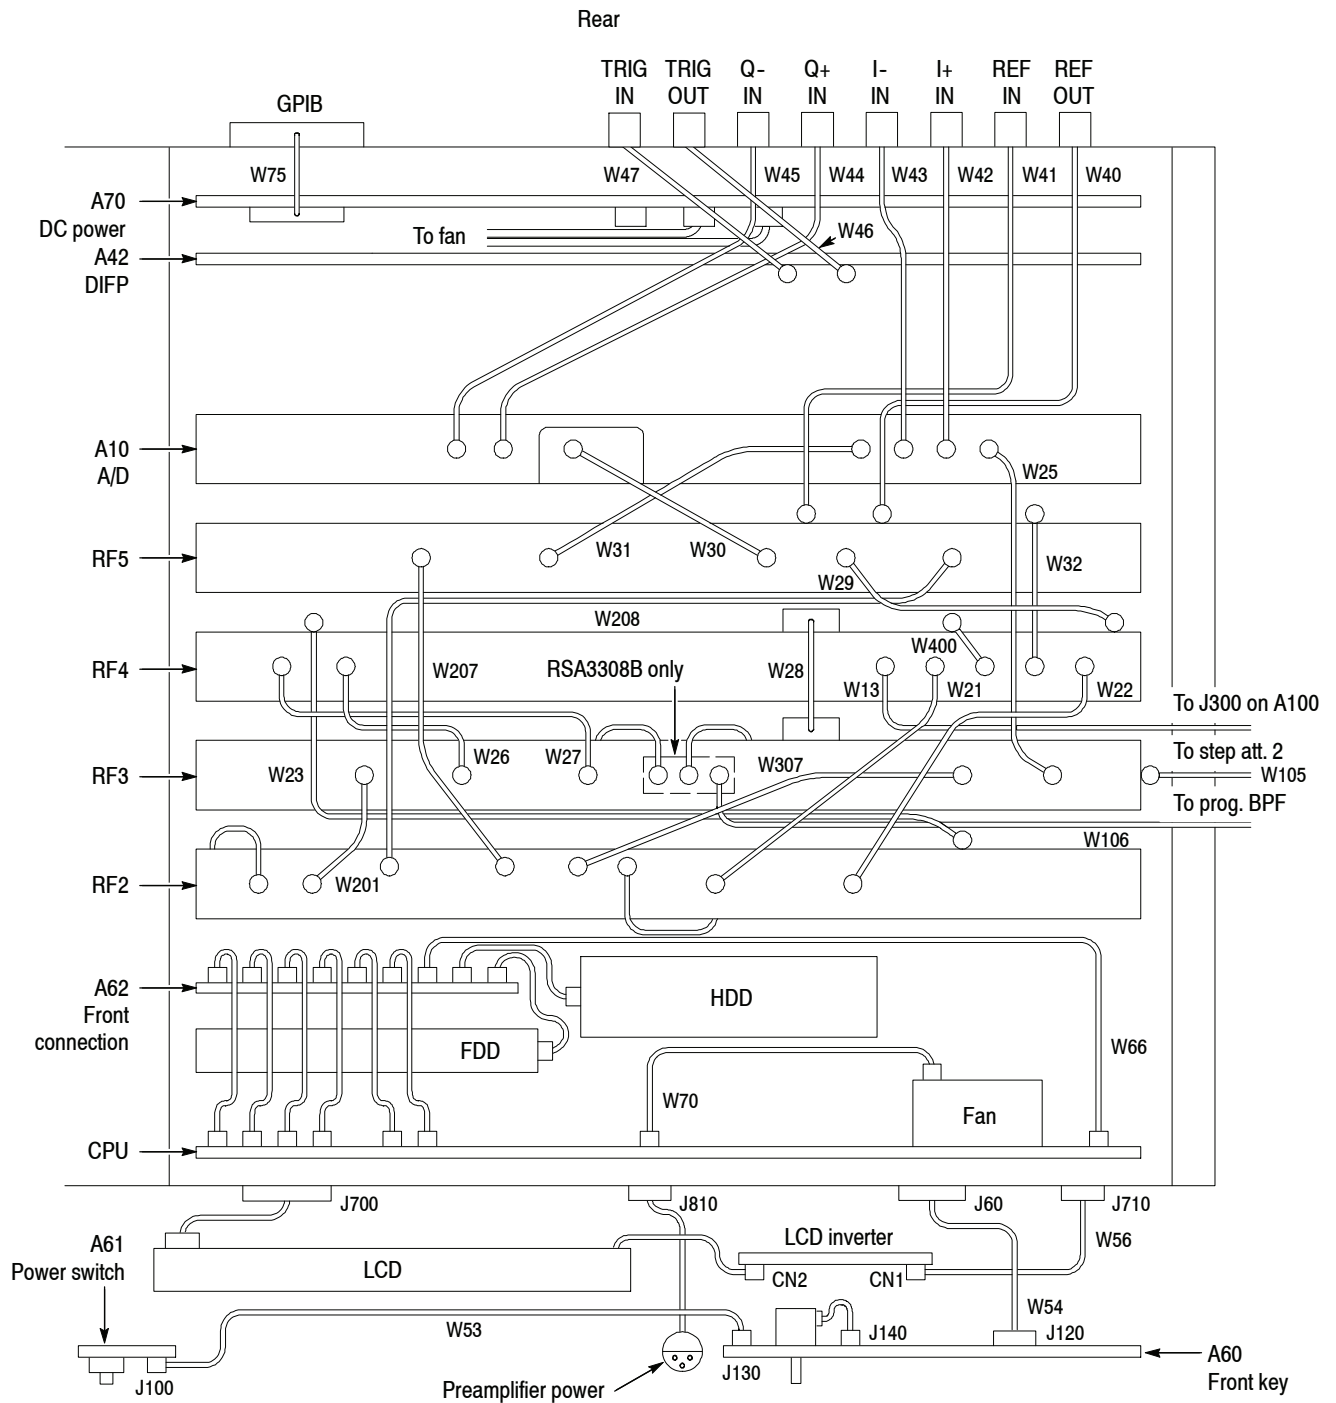 Rear
TRIG IN
TRIG OUT
Q- IN
Q+ IN
I- IN
I+ IN
REF IN
REF OUT
GPIB
W75
W47
W45
W44
W43
W42
W41
W40
A70
DC power
To fan
W46
A42
DIFP
A10
A/D
W25
RF5
W31
W30
W29
W32
W208
W400
RF4
W207
RSA3308B only
W28
W13
W21
W22
To J300 on A100
RF3
W23
W26
W27
W307
To step att. 2
W105
To prog. BPF
W106
RF2
W201
A62
Front
connection
HDD
FDD
W66
W70
Fan
CPU
J700
J810
J60
J710
A61
Power switch
LCD
LCD inverter
CN2
CN1
W56
W54
W53
J140
J120
J100
Preamplifier power
J130
A60
Front key